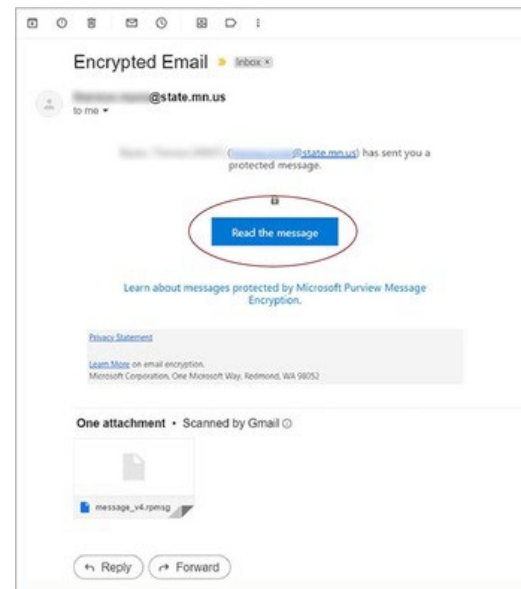 Encrypted Email Inbox ×
@state.mn.us
to me
(@state.mn.us) has sent you a
protected message.
Read the message
Learn about messages protected by Microsoft Purview Message
Encryption.
Privacy Statement
Learn More on email encryption.
Microsoft Corporation, One Microsoft Way, Redmond, WA 98052
One attachment • Scanned by Gmail
message_v4.rpmsg
Reply Forward